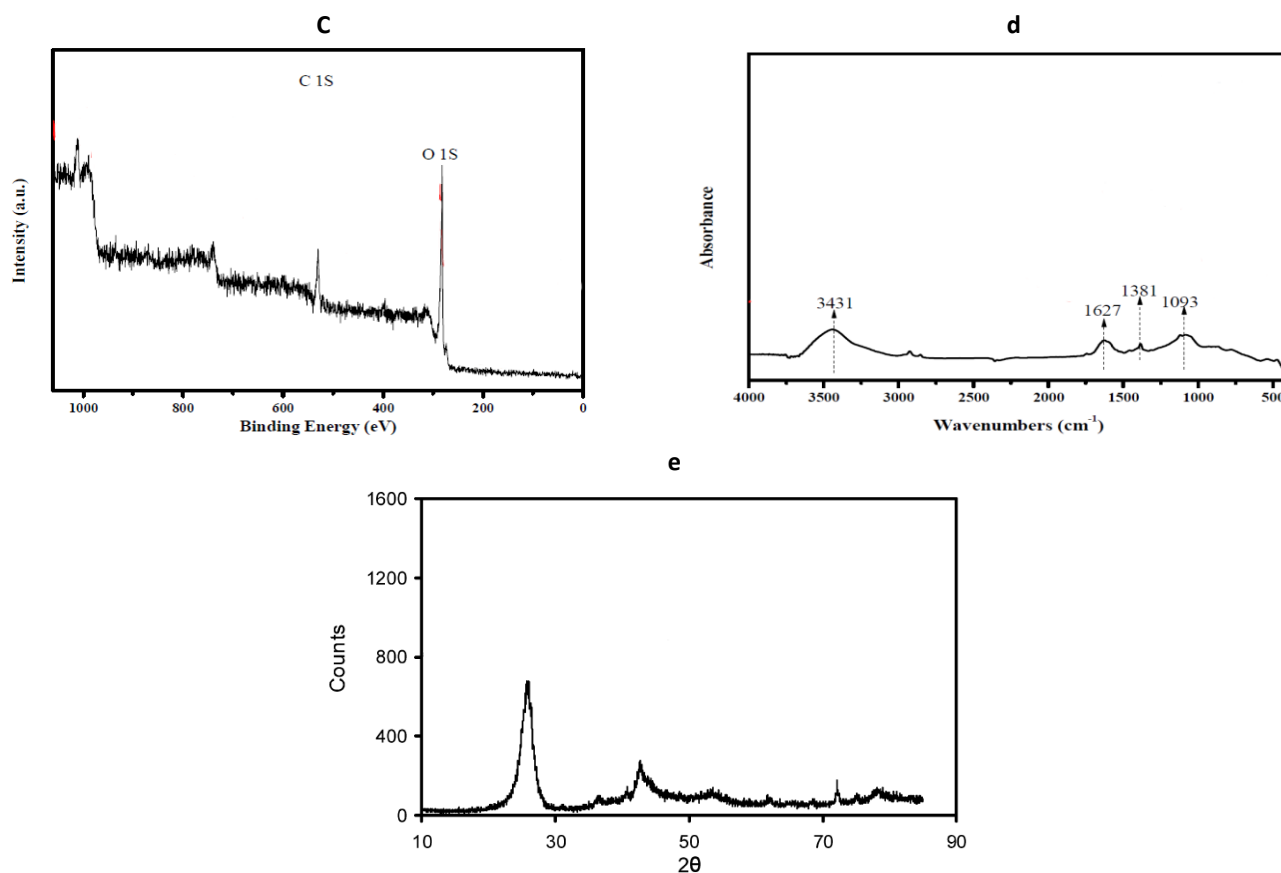 C
C 1S
O 1S
Intensity (a.u.)
1000 800 600 400 200 0
Binding Energy (eV)
d
Absorbance
3431
1627
1381
1093
4000 3500 3000 2500 2000 1500 1000 500
Wavenumbers (cm⁻¹)
e
1600
1200
800
400
0
Counts
10 30 50 70 90
2θ